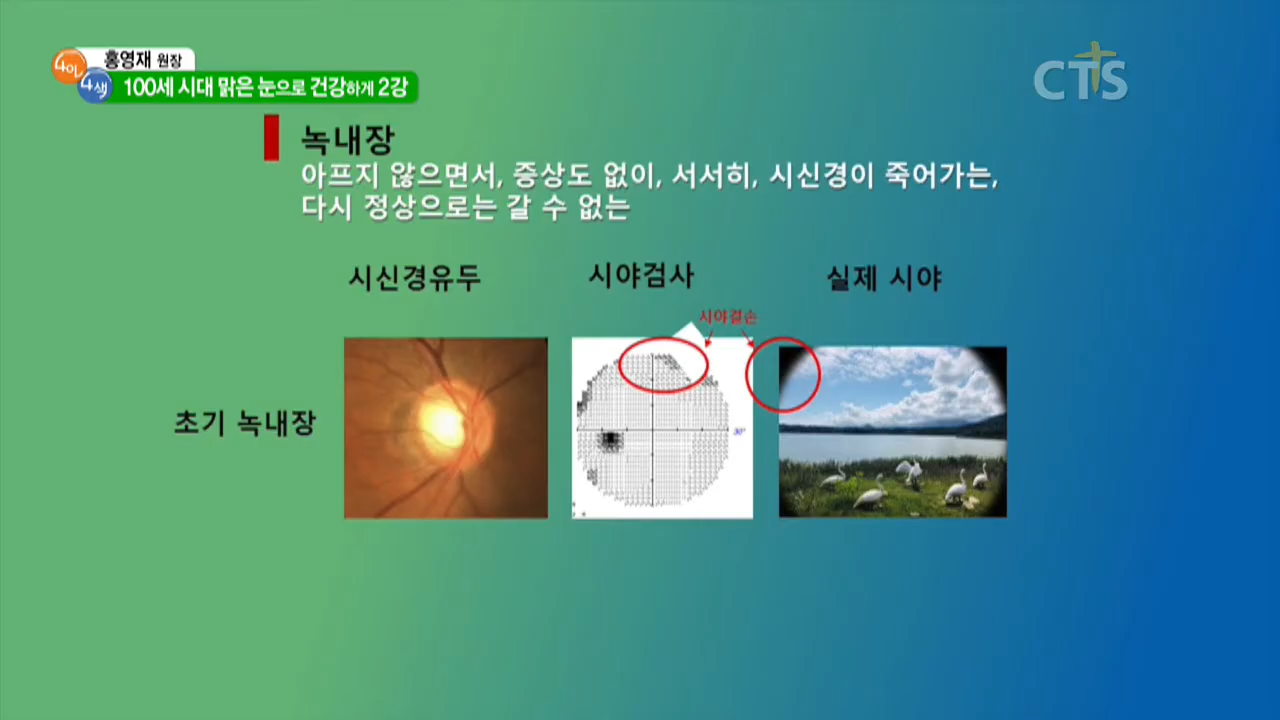 4인
4색
홍영재 원장
100세 시대 맑은 눈으로 건강하게 2강
CTS
녹내장
아프지 않으면서, 증상도 없이, 서서히, 시신경이 죽어가는,
다시 정상으로는 갈 수 없는
시신경유두
시야검사
실제 시야
시야결손
초기 녹내장
30°